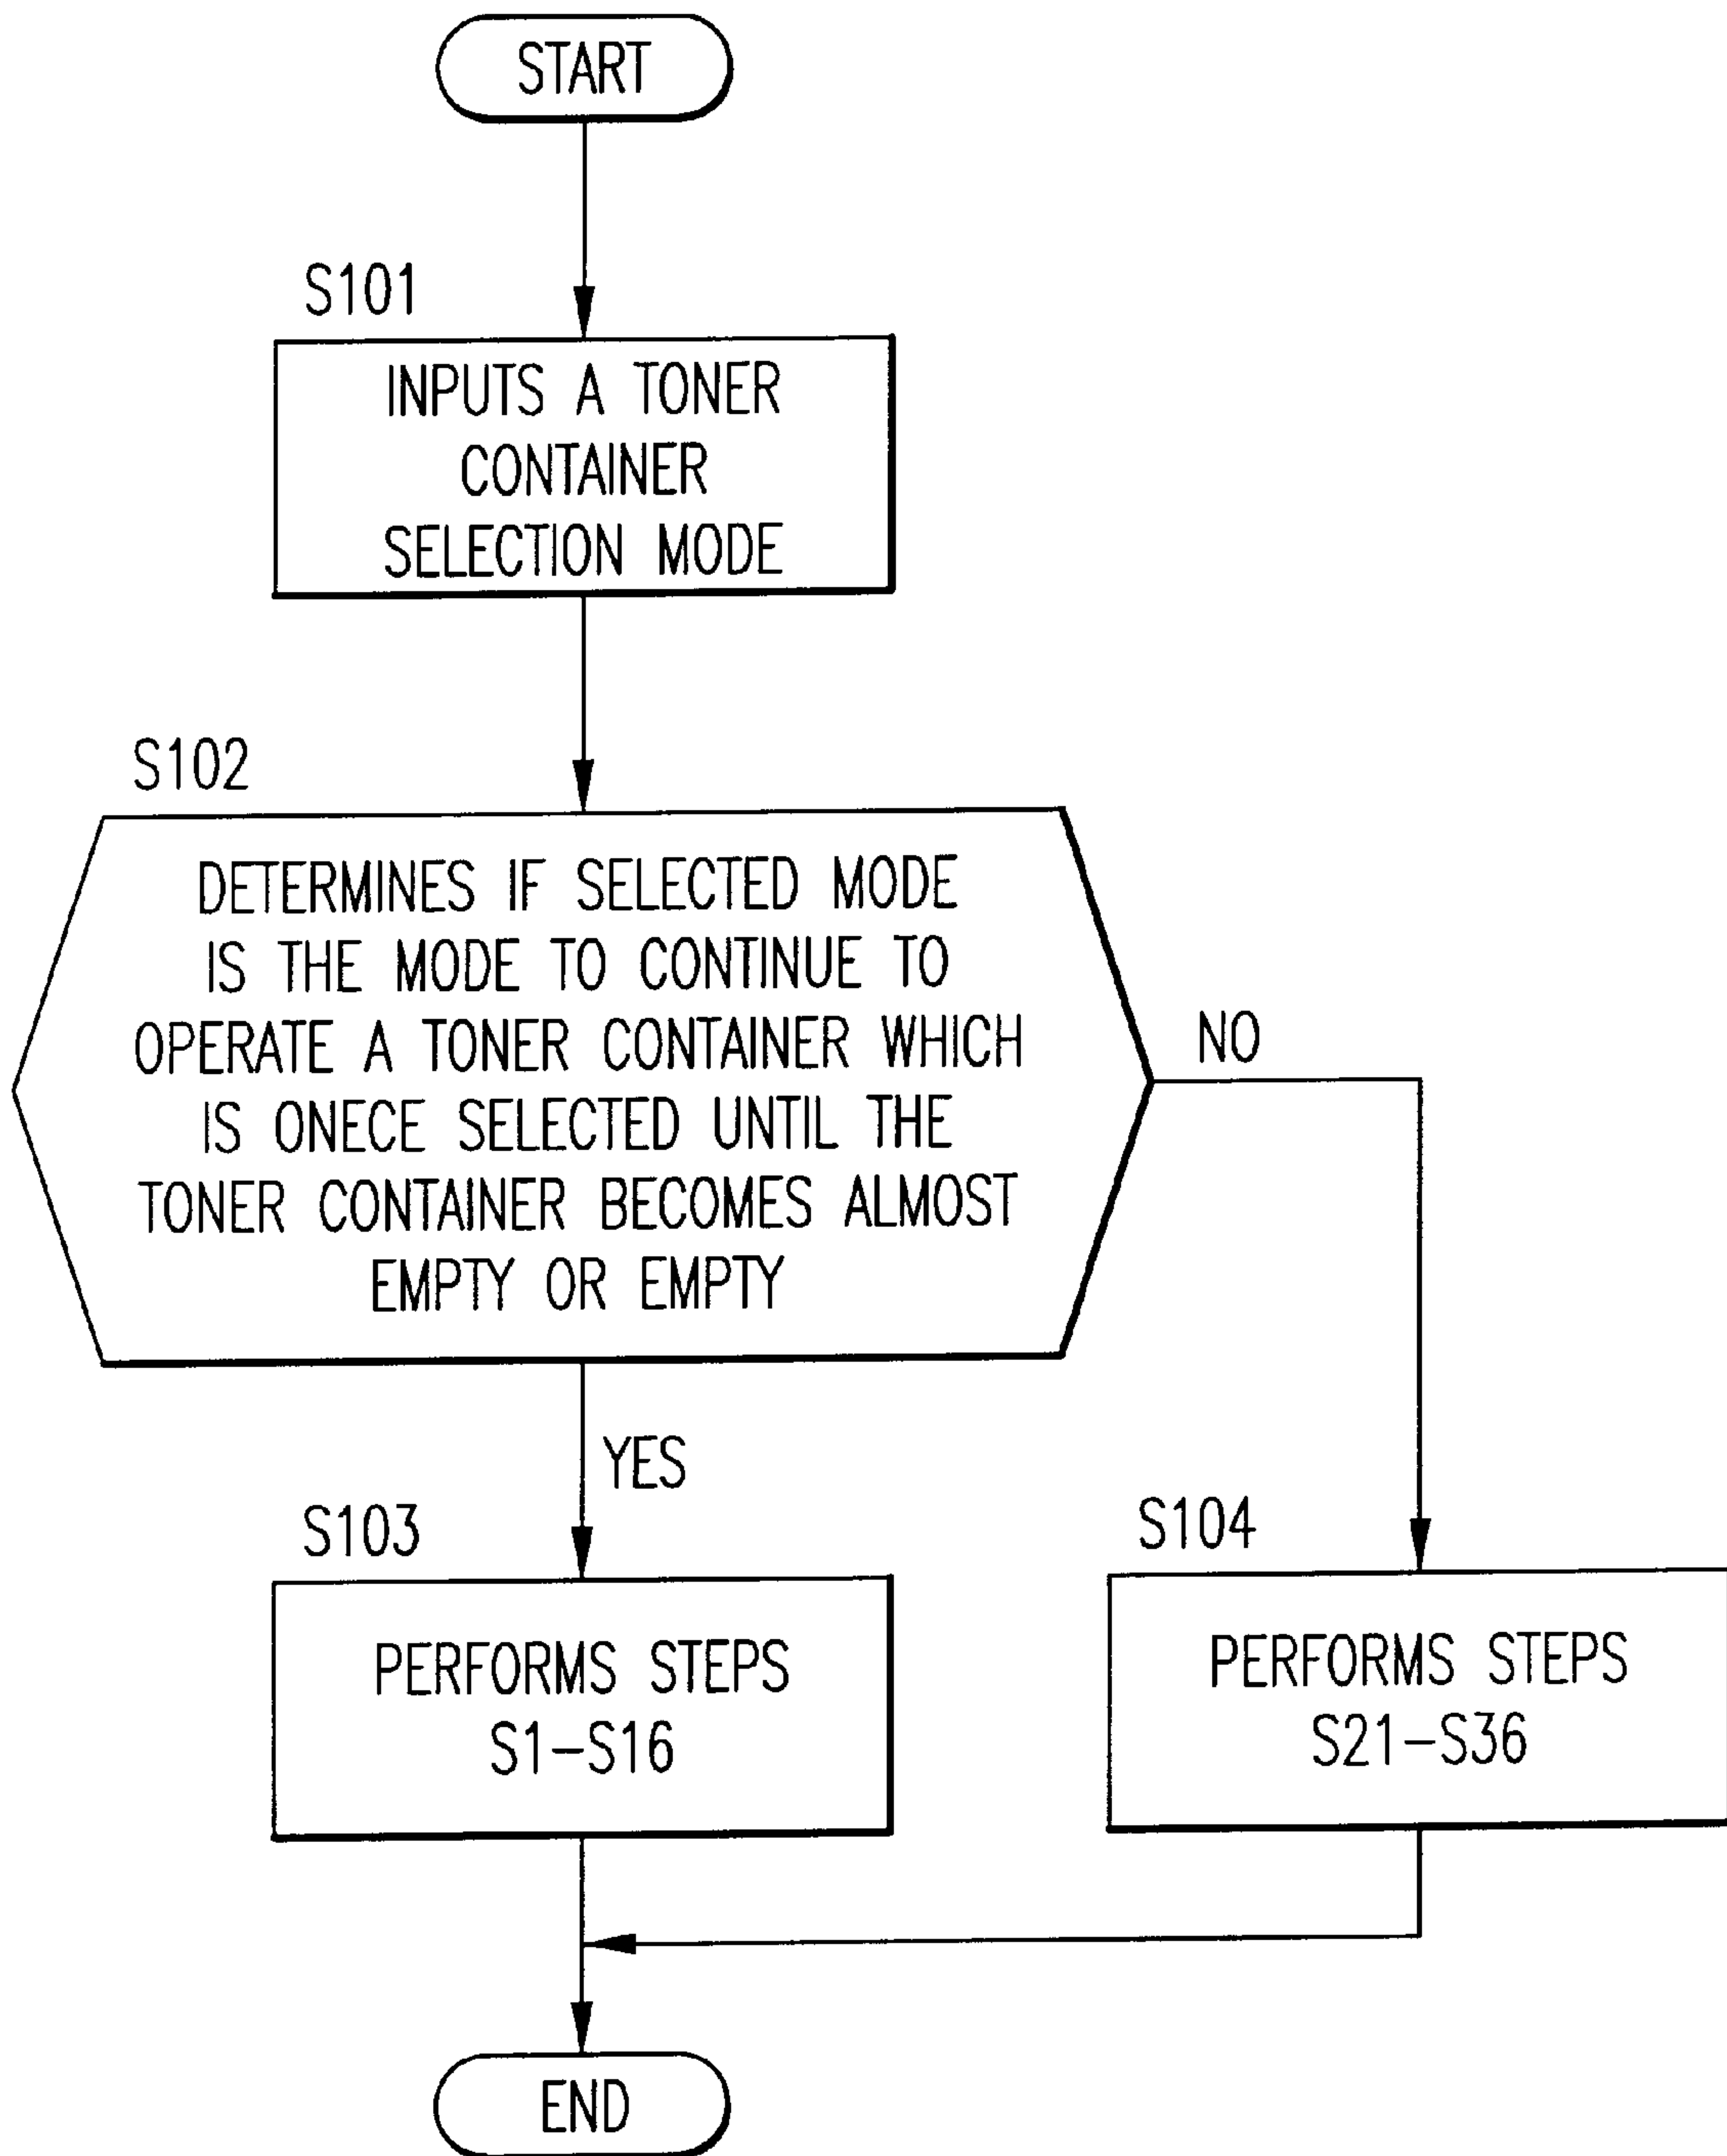 START
S101
INPUTS A TONER
CONTAINER
SELECTION MODE
S102
DETERMINES IF SELECTED MODE
IS THE MODE TO CONTINUE TO
OPERATE A TONER CONTAINER WHICH
IS ONECE SELECTED UNTIL THE
TONER CONTAINER BECOMES ALMOST
EMPTY OR EMPTY
NO
YES
S103
PERFORMS STEPS
S1-S16
S104
PERFORMS STEPS
S21-S36
END